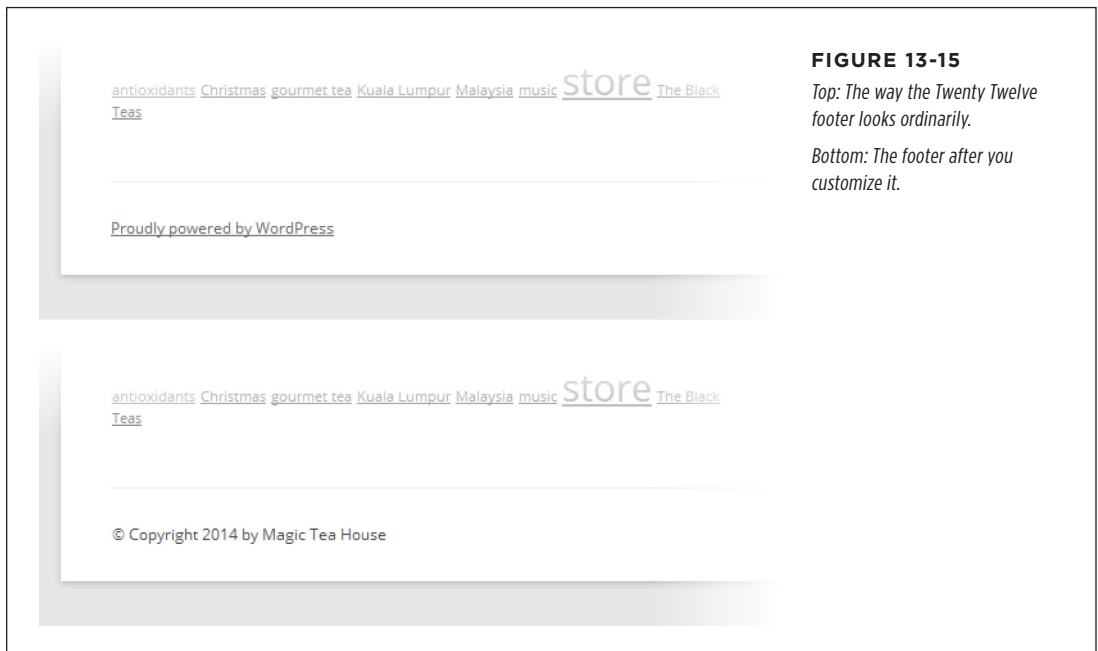 antioxidants Christmas gourmet tea Kuala Lumpur Malaysia music store The Black
Teas
Proudly powered by WordPress
antioxidants Christmas gourmet tea Kuala Lumpur Malaysia music store The Black
Teas
© Copyright 2014 by Magic Tea House
FIGURE 13-15
Top: The way the Twenty Twelve
footer looks ordinarily.
Bottom: The footer after you
customize it.